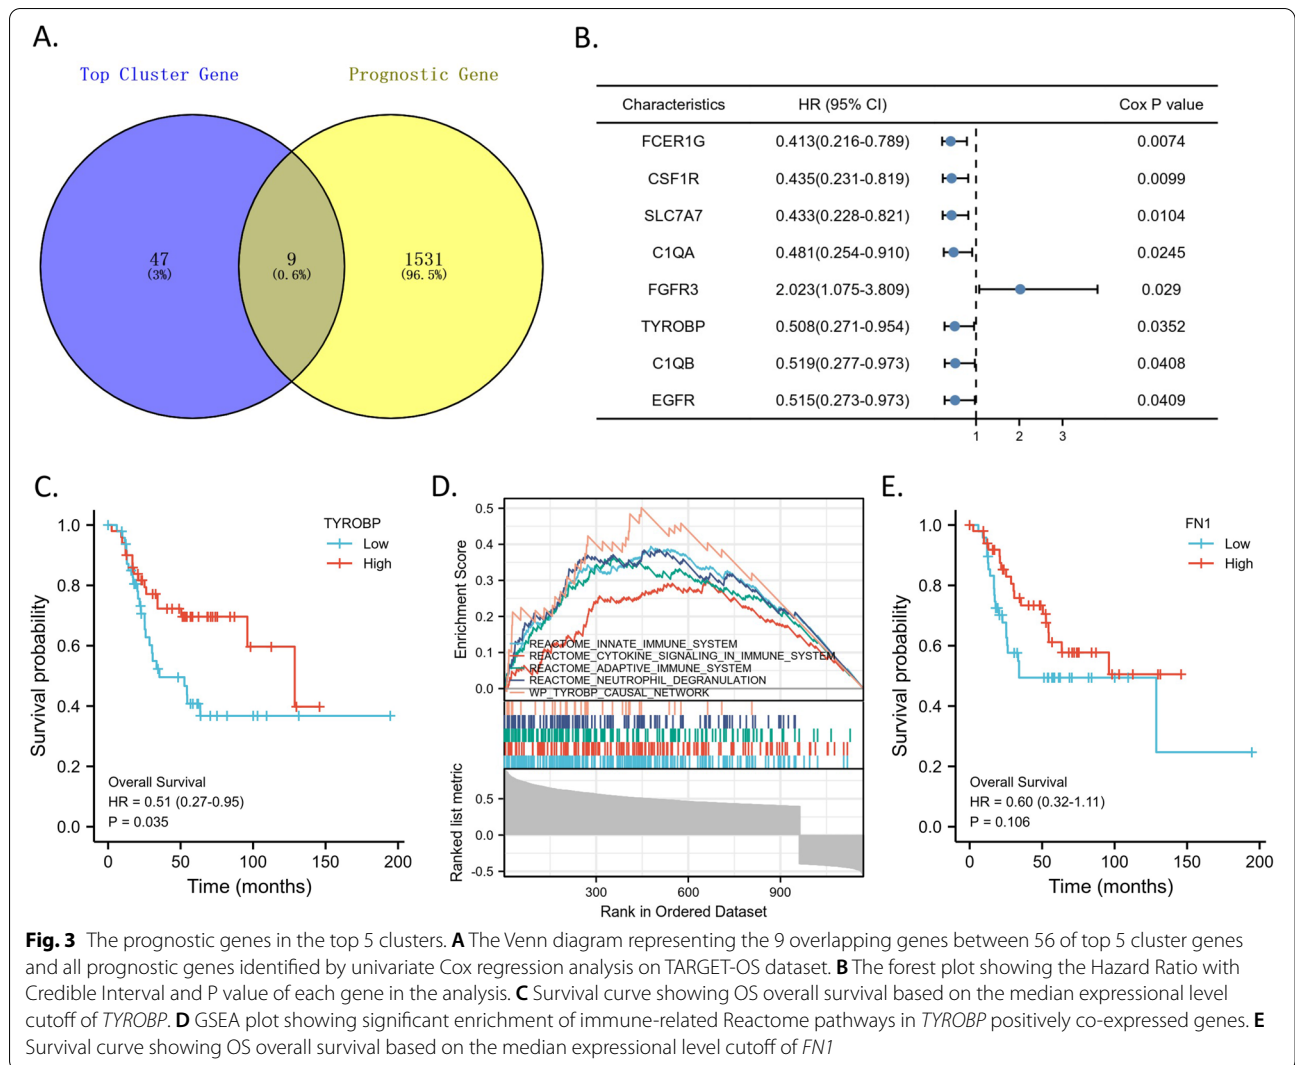 A.
Top Cluster Gene
Prognostic Gene
47
(3%)
9
(0.6%)
1531
(96.5%)
B.
Characteristics HR (95% CI) Cox P value
FCER1G 0.413(0.216-0.789) 0.0074
CSF1R 0.435(0.231-0.819) 0.0099
SLC7A7 0.433(0.228-0.821) 0.0104
C1QA 0.481(0.254-0.910) 0.0245
FGFR3 2.023(1.075-3.809) 0.029
TYROBP 0.508(0.271-0.954) 0.0352
C1QB 0.519(0.277-0.973) 0.0408
EGFR 0.515(0.273-0.973) 0.0409
1 2 3
C.
TYROBP
Low
High
Survival probability
1.0
0.8
0.6
0.4
0.2
0.0
Overall Survival
HR = 0.51 (0.27-0.95)
P = 0.035
0 50 100 150 200
Time (months)
D.
Enrichment Score
0.5
0.4
0.3
0.2
0.1
0.0
REACTOME_INNATE_IMMUNE_SYSTEM
REACTOME_CYTOKINE_SIGNALING_IN_IMMUNE_SYSTEM
REACTOME_ADAPTIVE_IMMUNE_SYSTEM
REACTOME_NEUTROPHIL_DEGRANULATION
WP_TYROBP_CAUSAL_NETWORK
Ranked list metric
0.5
0.0
-0.5
300 600 900
Rank in Ordered Dataset
E.
FN1
Low
High
Survival probability
1.0
0.8
0.6
0.4
0.2
0.0
Overall Survival
HR = 0.60 (0.32-1.11)
P = 0.106
0 50 100 150 200
Time (months)
Fig. 3 The prognostic genes in the top 5 clusters. A The Venn diagram representing the 9 overlapping genes between 56 of top 5 cluster genes
and all prognostic genes identified by univariate Cox regression analysis on TARGET-OS dataset. B The forest plot showing the Hazard Ratio with
Credible Interval and P value of each gene in the analysis. C Survival curve showing OS overall survival based on the median expressional level
cutoff of TYROBP. D GSEA plot showing significant enrichment of immune-related Reactome pathways in TYROBP positively co-expressed genes. E
Survival curve showing OS overall survival based on the median expressional level cutoff of FN1